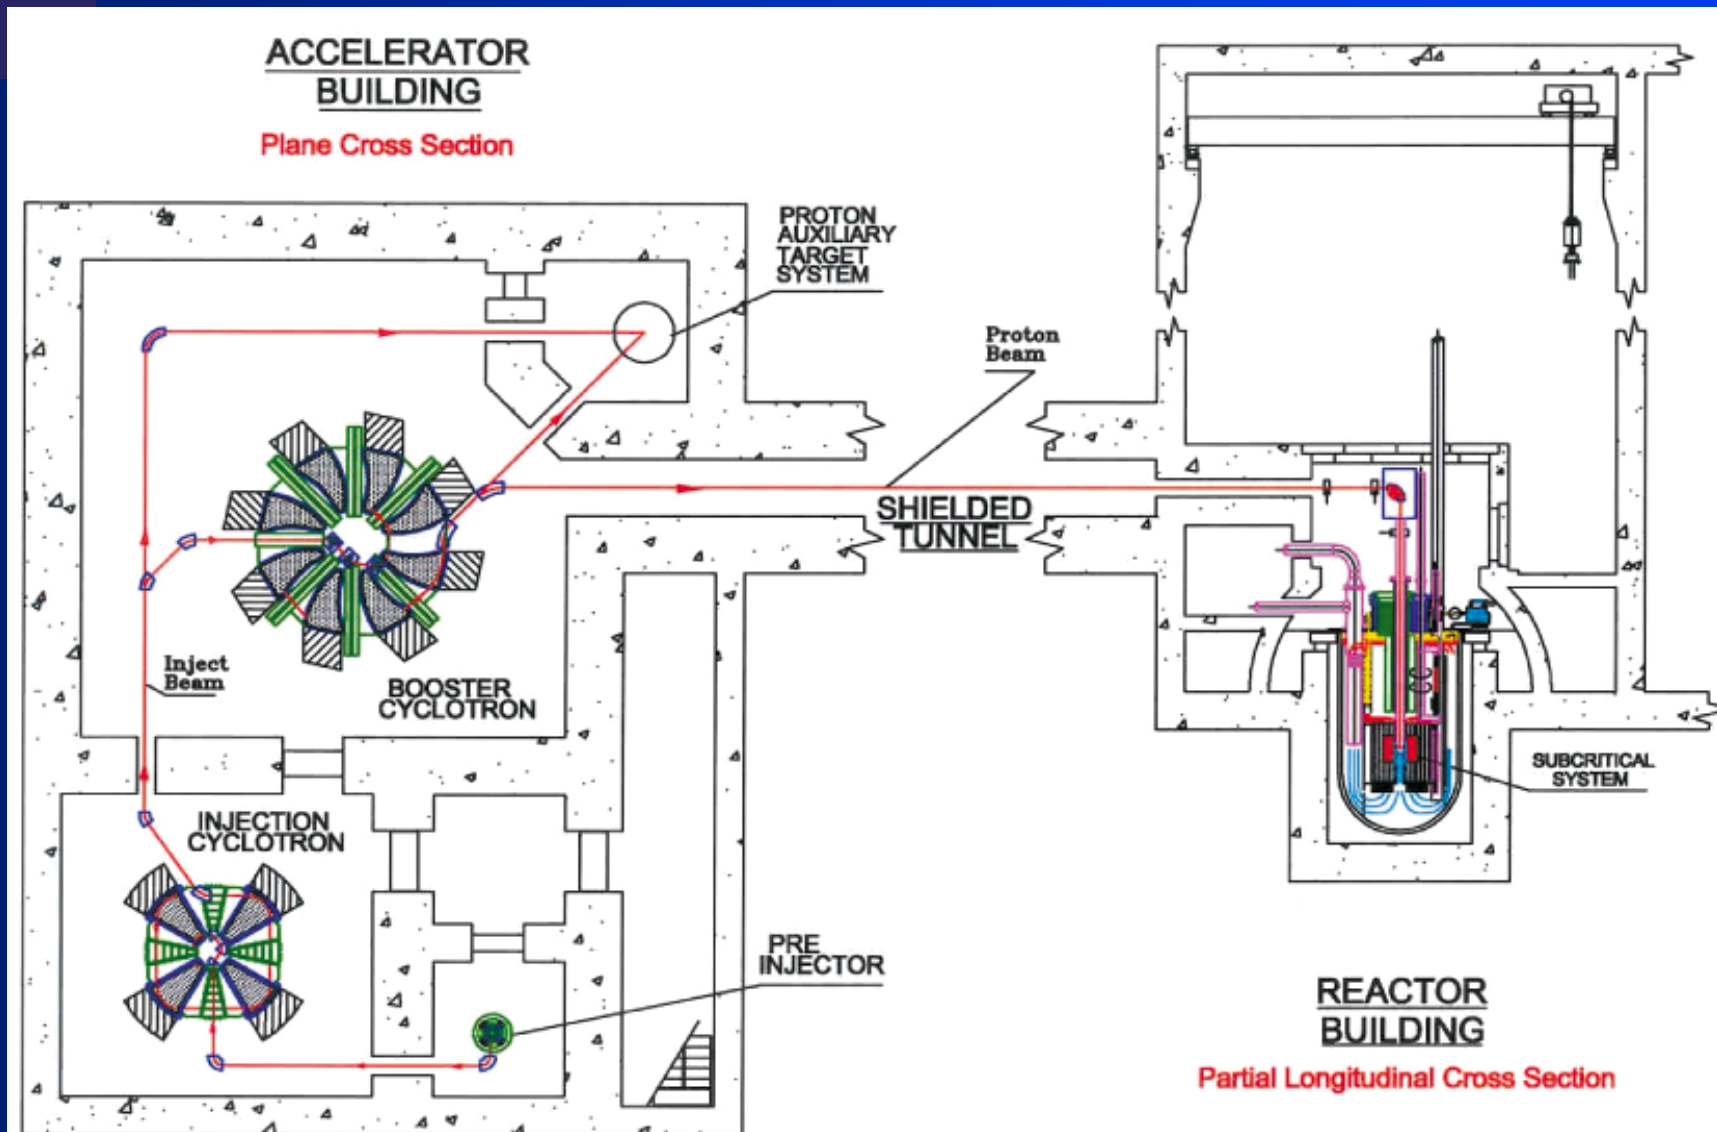 ACCELERATOR
BUILDING
Plane Cross Section
PROTON
AUXILIARY
TARGET
SYSTEM
Proton
Beam
SHIELDED
TUNNEL
Inject
Beam
BOOSTER
CYCLOTRON
INJECTION
CYCLOTRON
PRE
INJECTOR
SUBCRITICAL
SYSTEM
REACTOR
BUILDING
Partial Longitudinal Cross Section